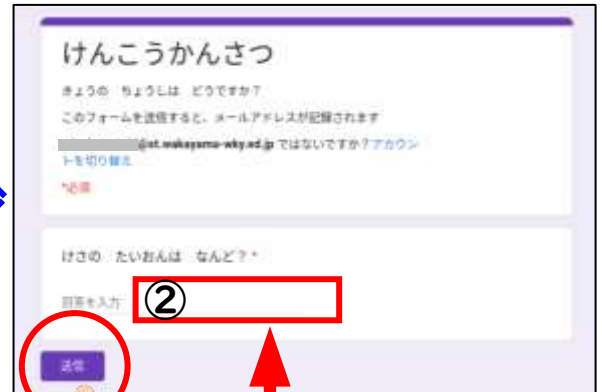 けんこうかんさつ
きょうの ちょうしは どうですか?
このフォームを送信すると、メールアドレスが記録されます
@st.wakayama-wky.ed.jp ではないですか?アカウン
トを切り替え
*必須
けさの たいおんは なんど? *
回答を入力 ②
送信